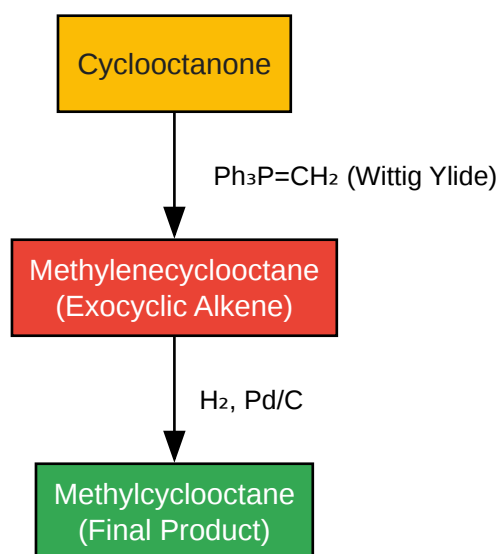 Cyclooctanone
Ph₃P=CH₂ (Wittig Ylide)
Methylenecyclooctane
(Exocyclic Alkene)
H₂, Pd/C
Methylcyclooctane
(Final Product)